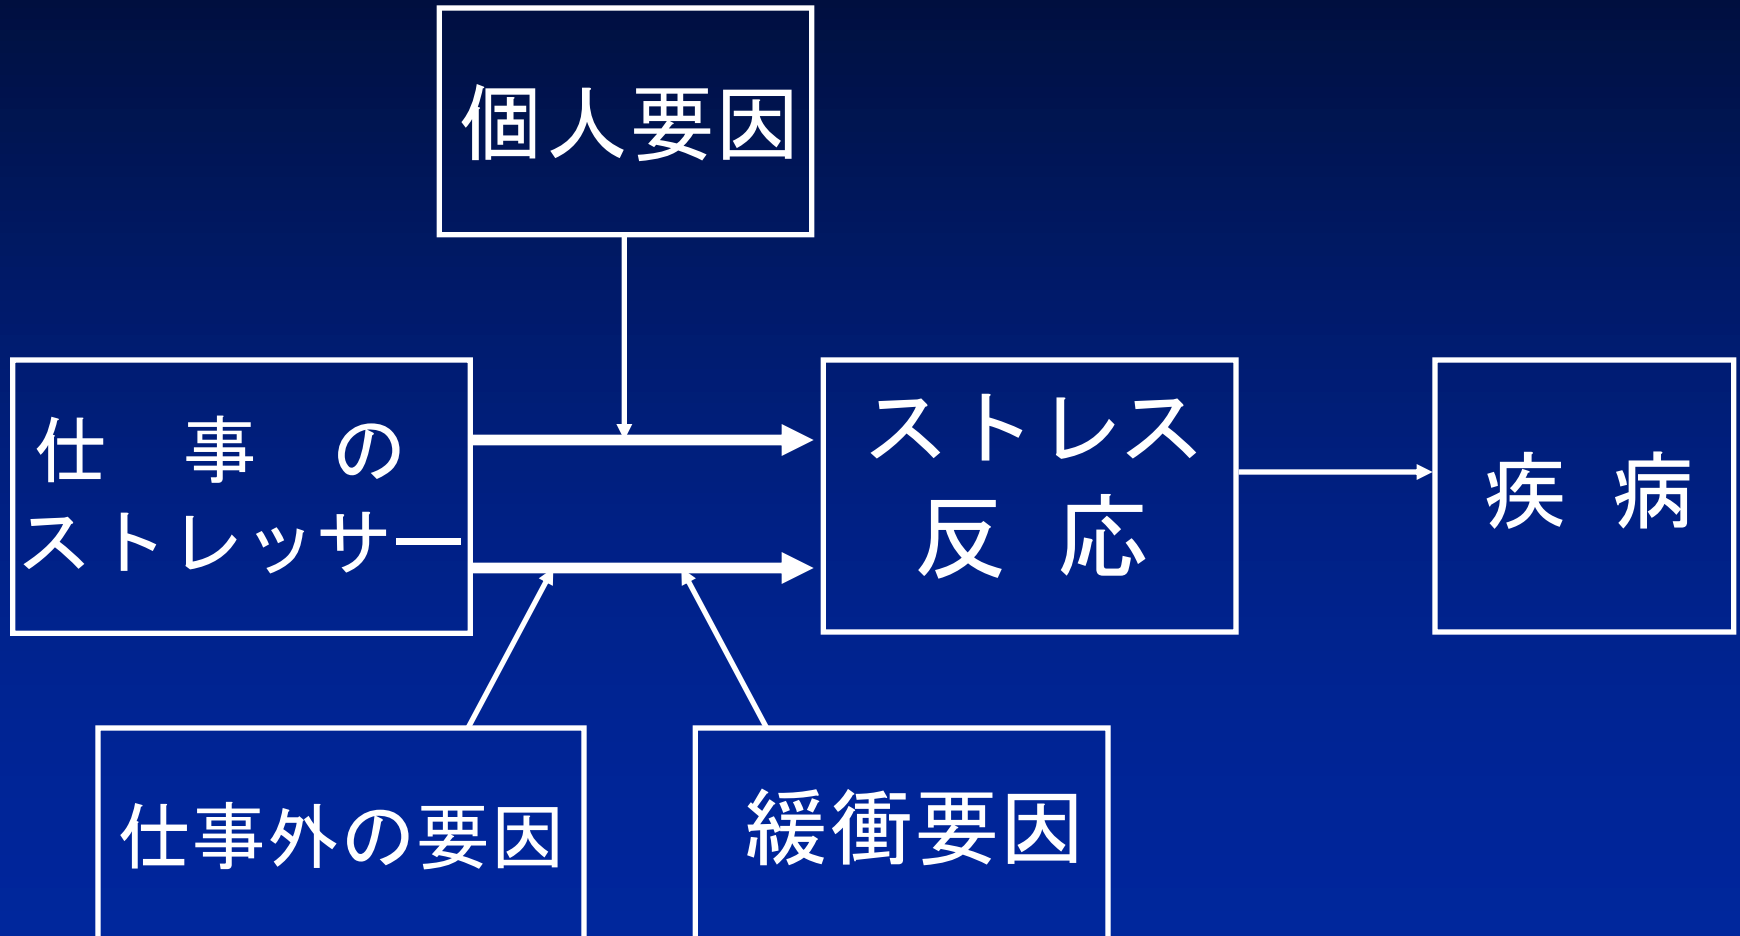 個人要因
仕 事 の
ストレッサー
ストレス
反 応
疾 病
仕事外の要因
緩衝要因